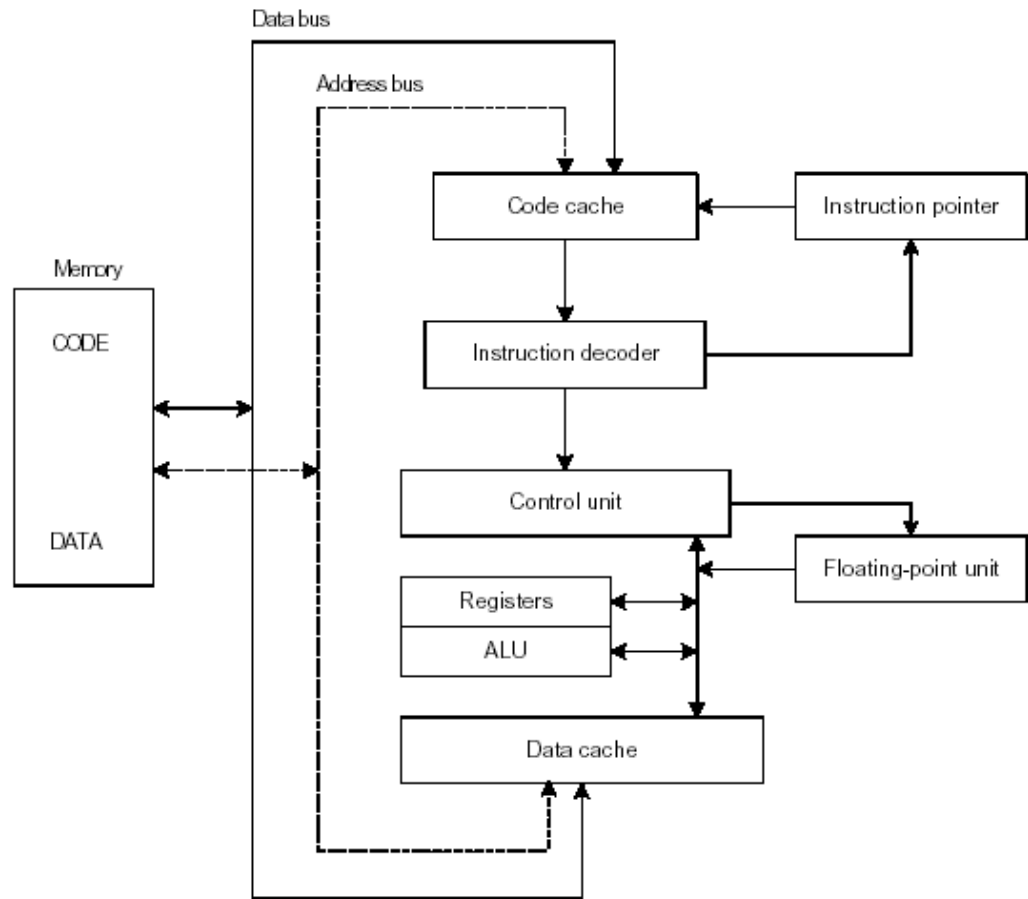 Data bus
Address bus
Code cache
Instruction pointer
Memory
CODE
Instruction decoder
Control unit
DATA
Floating-point unit
Registers
ALU
Data cache